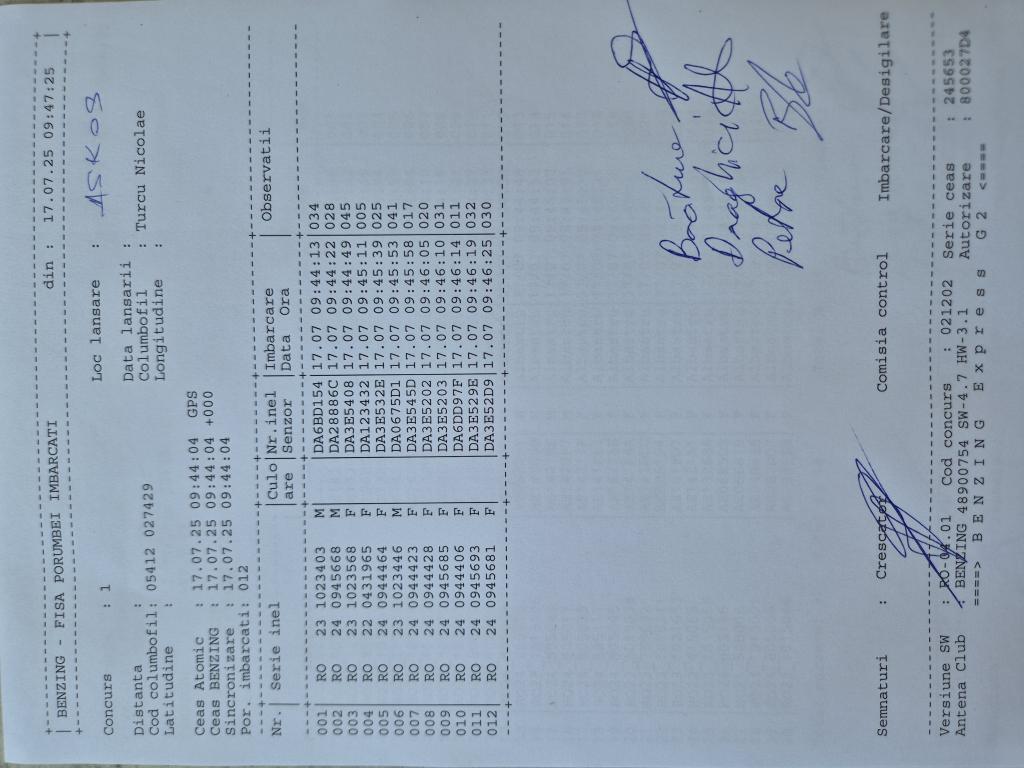 +-----------------------------------------------------------------------------+
| BENZING - FISA PORUMBEI IMBARCATI din : 17.07.25 09:47:25 |
+-----------------------------------------------------------------------------+
Concurs : 1 Loc lansare : ASKOS
Distanta : Data lansarii :
Cod columbofil: 05412 027429 Columbofil : Turcu Nicolae
Latitudine : Longitudine :
Ceas Atomic : 17.07.25 09:44:04 GPS
Ceas BENZING : 17.07.25 09:44:04 +000
Sincronizare : 17.07.25 09:44:04
Por. imbarcati: 012
Nr | Serie inel |Culo|Nr.inel |Imbarcare |Observatii
are |Senzor |Data Ora
001| RO 23 1023403 M |DA6BD154|17.07 09:44:13|034
002| RO 24 0945668 M |DA28886C|17.07 09:44:22|028
003| RO 23 1023568 F |DA3E5408|17.07 09:44:49|045
004| RO 22 0431965 F |DA123432|17.07 09:45:11|005
005| RO 24 0944464 F |DA3E532E|17.07 09:45:39|025
006| RO 23 1023446 M |DA0675D1|17.07 09:45:53|041
007| RO 24 0944423 F |DA3E545D|17.07 09:45:58|017
008| RO 24 0944428 F |DA3E5202|17.07 09:46:05|020
009| RO 24 0945685 F |DA3E5203|17.07 09:46:10|031
010| RO 24 0944406 F |DA6DD97F|17.07 09:46:14|011
011| RO 24 0945693 F |DA3E529E|17.07 09:46:19|032
012| RO 24 0945681 F |DA3E52D9|17.07 09:46:25|030
Petre
Semnaturi : Crescator Comisia control Imbarcare/Desigilare
Versiune SW : RO-04.01 Cod concurs : 021202 Serie ceas : 245653
Antena Club : BENZING 48900754 SW-4.7 HW-3.1 Autorizare : 800027D4
====> B E N Z I N G E x p r e s s G 2 <====